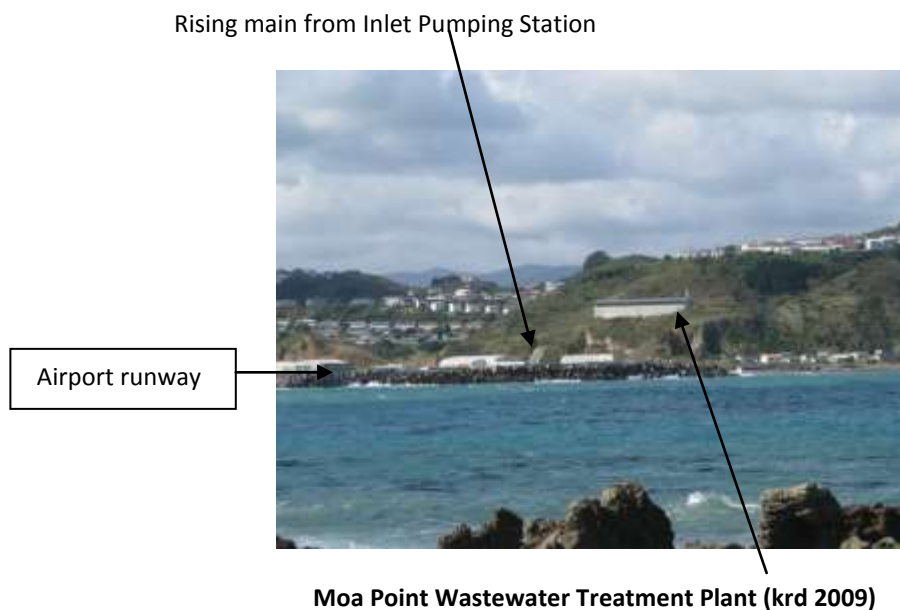 Rising main from Inlet Pumping Station
Airport runway
Moa Point Wastewater Treatment Plant (krd 2009)